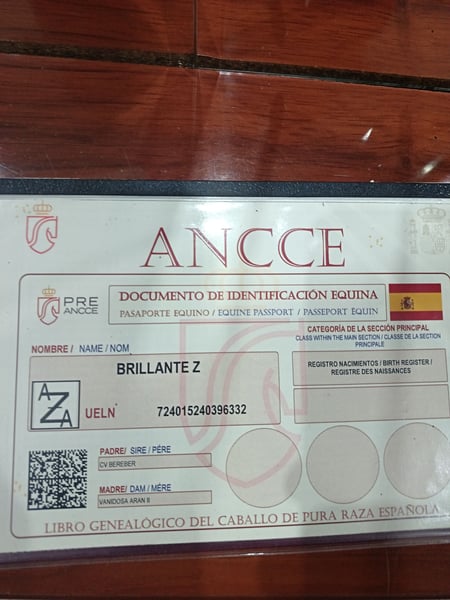 ANCCE
PRE
ANCCE
DOCUMENTO DE IDENTIFICACIÓN EQUINA
PASAPORTE EQUINO / EQUINE PASSPORT / PASSEPORT EQUIN
CATEGORÍA DE LA SECCIÓN PRINCIPAL
CLASS WITHIN THE MAIN SECTION / CLASSE DE LA SECTION
PRINCIPALE
NOMBRE / NAME / NOM
BRILLANTE Z
REGISTRO NACIMIENTOS / BIRTH REGISTER /
REGISTRE DES NAISSANCES
AZA
UELN 724015240396332
PADRE/ SIRE / PÈRE
CV BEREBER
MADRE/ DAM / MÈRE
VANIDOSA ARAN II
LIBRO GENEALÓGICO DEL CABALLO DE PURA RAZA ESPAÑOLA